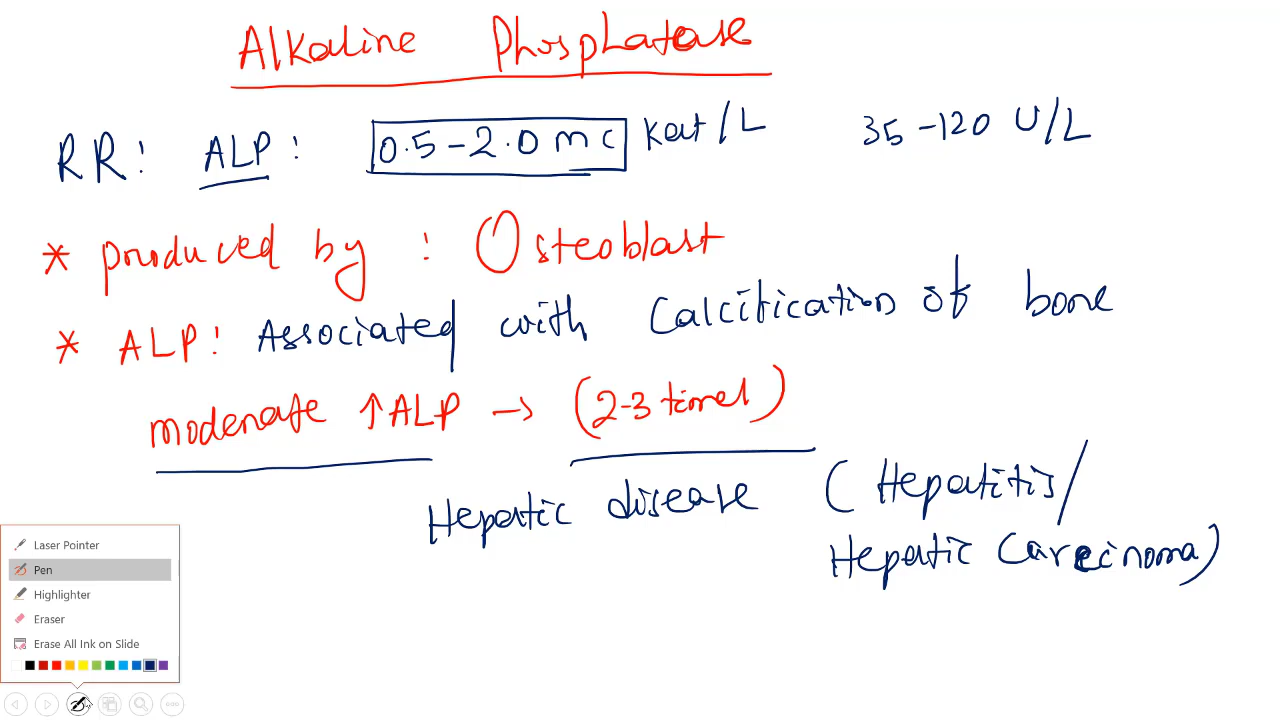 Alkaline Phosphatase
RR: ALP: 0.5-2.0 mc Kat/L 35-120 U/L
* produced by: Osteoblast
* ALP: Associated with Calcification of bone
moderate ↑ALP → (2-3 times)
Hepatic disease (Hepatitis/
Hepatic Carcinoma)
Laser Pointer
Pen
Highlighter
Eraser
Erase All Ink on Slide